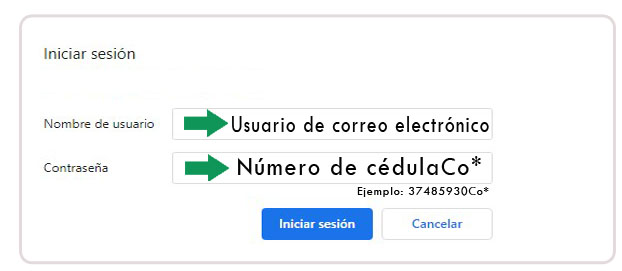 Iniciar sesión
Nombre de usuario Usuario de correo electrónico
Contraseña Número de cédulaCo*
Ejemplo: 37485930Co*
Iniciar sesión Cancelar